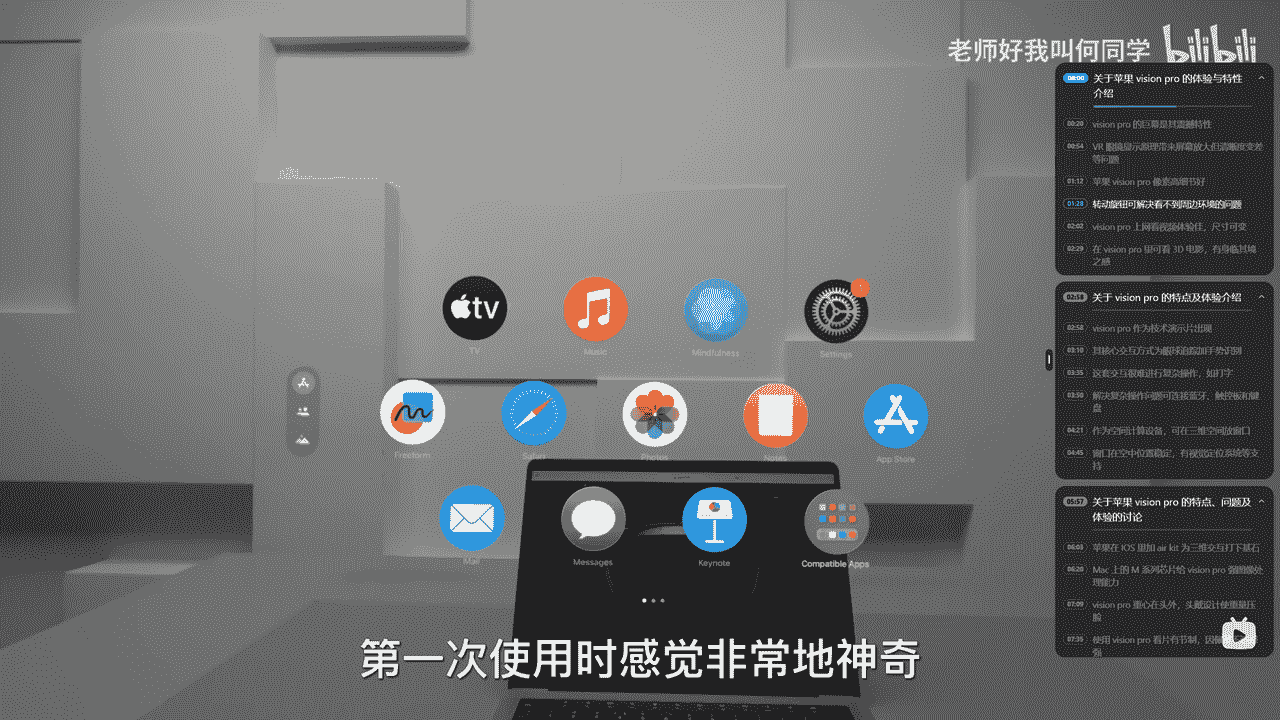 老师好我叫何同学 bilibili
00:00 关于苹果 vision pro 的体验与特性
介绍
00:20 vision pro 的巨幕是其震撼特性
00:54 VR 眼镜显示原理带来屏幕放大但清晰度变差
等问题
01:12 苹果 vision pro 像素高细节好
01:28 转动旋钮可解决看不到周边环境的问题
02:02 vision pro 上网看视频体验佳，尺寸可变
02:29 在 vision pro 里可看 3D 电影，有身临其境
之感
02:58 关于 vision pro 的特点及体验介绍
02:58 vision pro 作为技术演示片出现
03:10 其核心交互方式为眼球追踪加手势识别
03:35 这套交互很难进行复杂操作，如打字
03:50 解决复杂操作问题可连接蓝牙、触控板和键
盘
04:21 作为空间计算设备，可在三维空间放窗口
04:45 窗口在空中位置稳定，有视觉定位系统等支
持
05:57 关于苹果 vision pro 的特点、问题及
体验的讨论
06:03 苹果在 IOS 里加 air kit 为三维交互打下基石
06:20 Mac 上的 M 系列芯片给 vision pro 强图像处
理能力
07:09 vision pro 重心在头外，头戴设计使重量压
脸
07:35 使用 vision pro 看片有节制，因
强
tv
TV
Music
Mindfulness
Settings
Freeform
Safari
Photos
Notes
App Store
Mail
Messages
Keynote
Compatible Apps
第一次使用时感觉非常地神奇